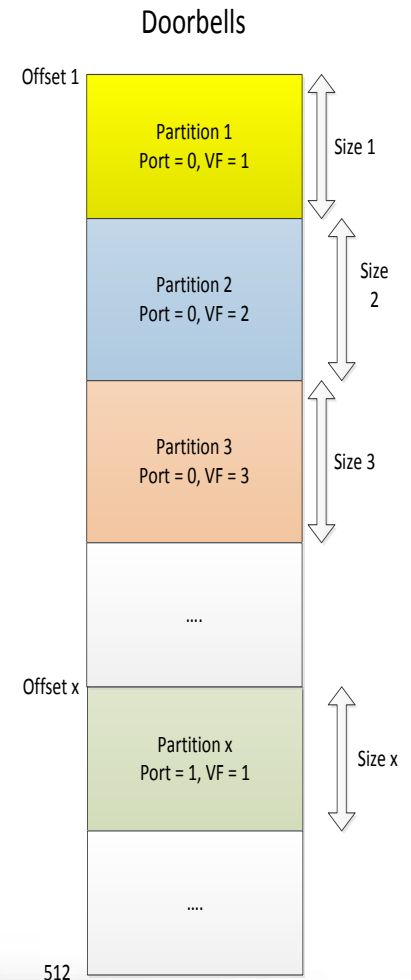 Doorbells
Offset 1
Partition 1
Port = 0, VF = 1
Size 1
Partition 2
Port = 0, VF = 2
Size
2
Partition 3
Port = 0, VF = 3
Size 3
....
Offset x
Partition x
Port = 1, VF = 1
Size x
....
512